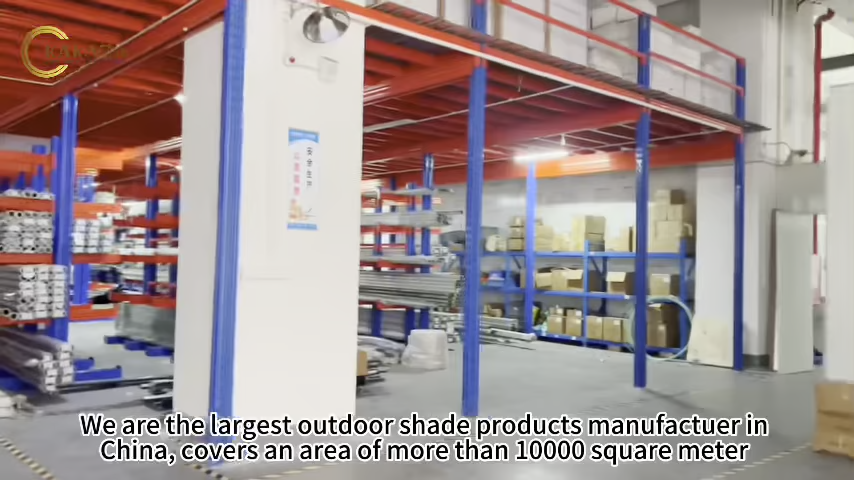 We are the largest outdoor shade products manufactuer in
China, covers an area of more than 10000 square meter